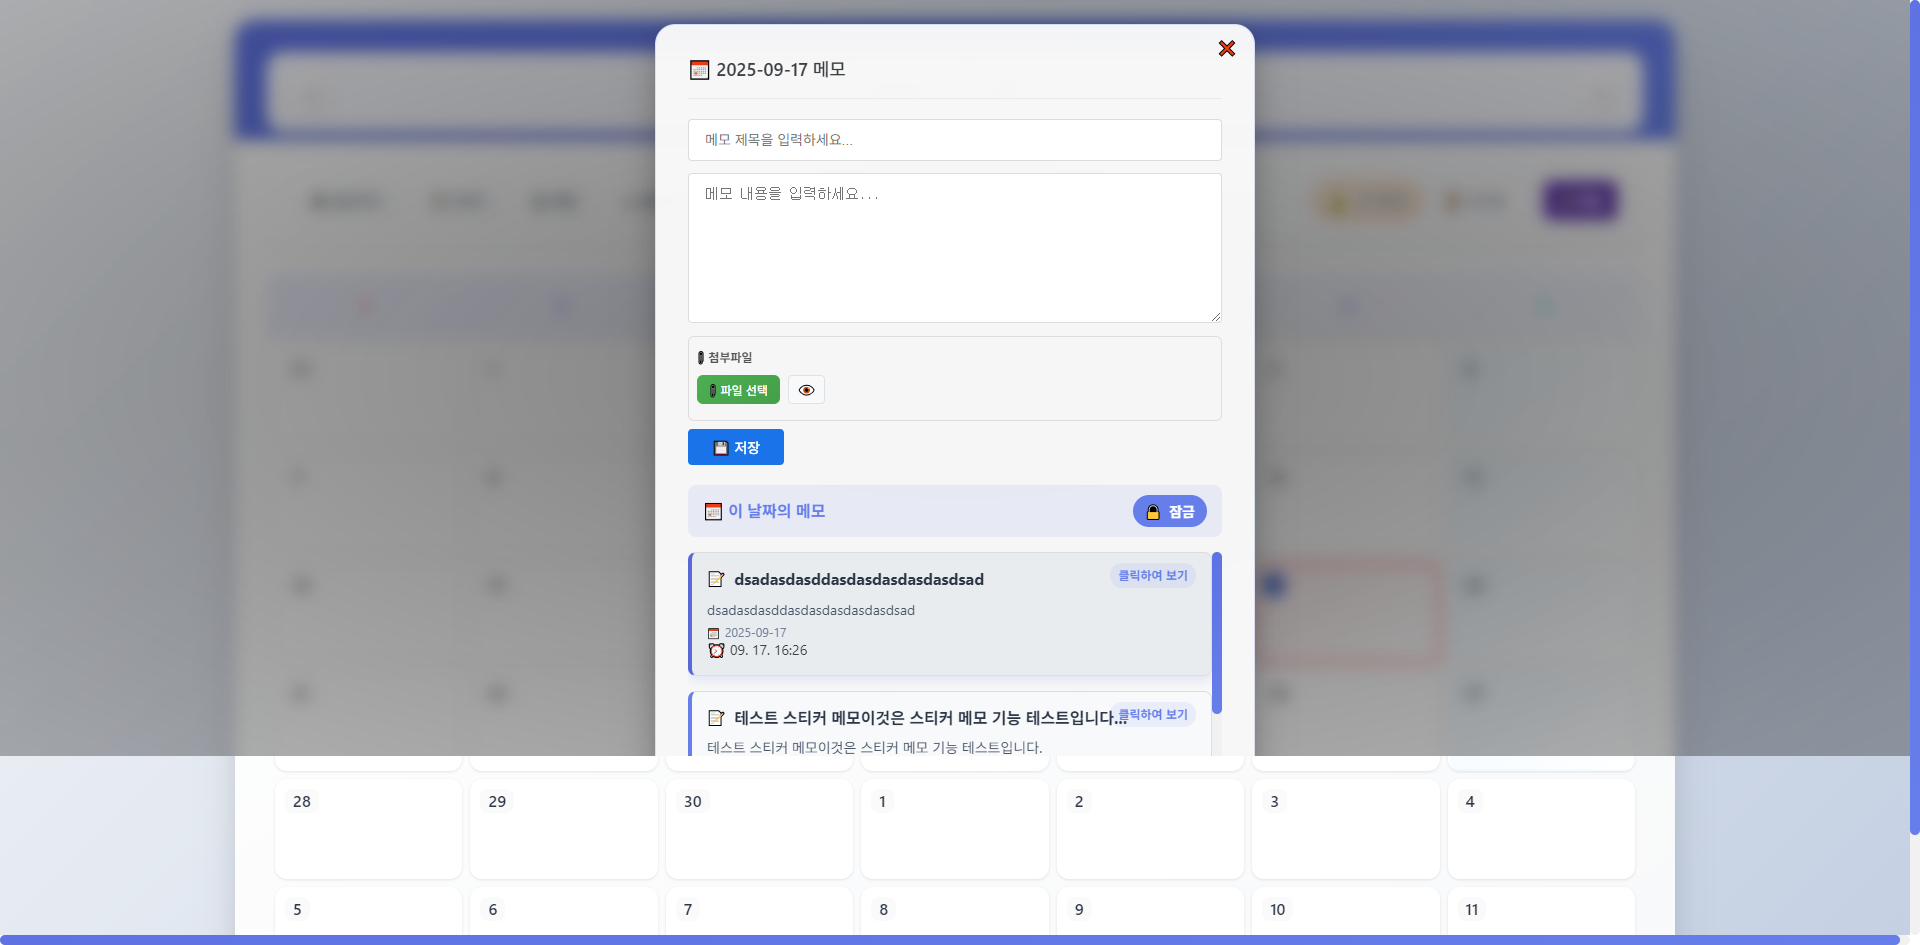 2025-09-17 메모
메모 제목을 입력하세요...
메모 내용을 입력하세요...
첨부파일
파일 선택
저장
이 날짜의 메모
잠금
dsadasdasddasdasdasdasdasdsad
클릭하여 보기
dsadasdasddasdasdasdasdasdsad
2025-09-17
09. 17. 16:26
테스트 스티커 메모이것은 스티커 메모 기능 테스트입니다...
클릭하여 보기
테스트 스티커 메모이것은 스티커 메모 기능 테스트입니다.
28 29 30 1 2 3 4
5 6 7 8 9 10 11